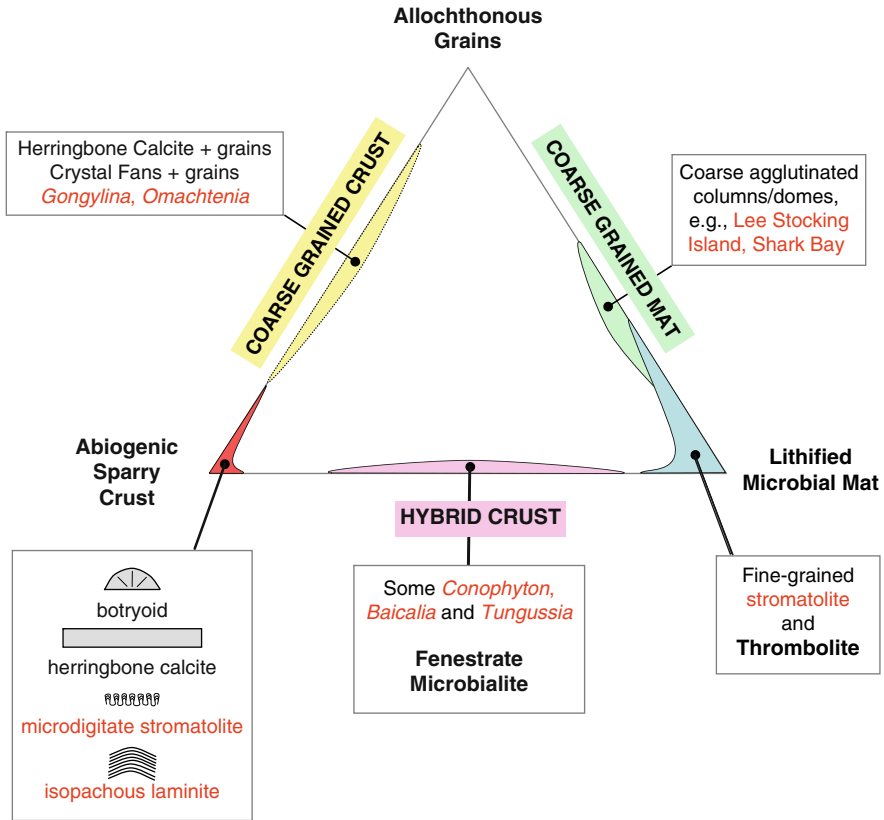 Allochthonous
Grains
COARSE GRAINED CRUST
COARSE GRAINED MAT
Herringbone Calcite + grains
Crystal Fans + grains
Gongylina, Omachtenia
Coarse agglutinated
columns/domes,
e.g., Lee Stocking
Island, Shark Bay
Abiogenic
Sparry
Crust
Lithified
Microbial Mat
HYBRID CRUST
botryoid
herringbone calcite
microdigitate stromatolite
isopachous laminite
Some Conophyton,
Baicalia and Tungussia
Fenestrate
Microbialite
Fine-grained
stromatolite
and
Thrombolite